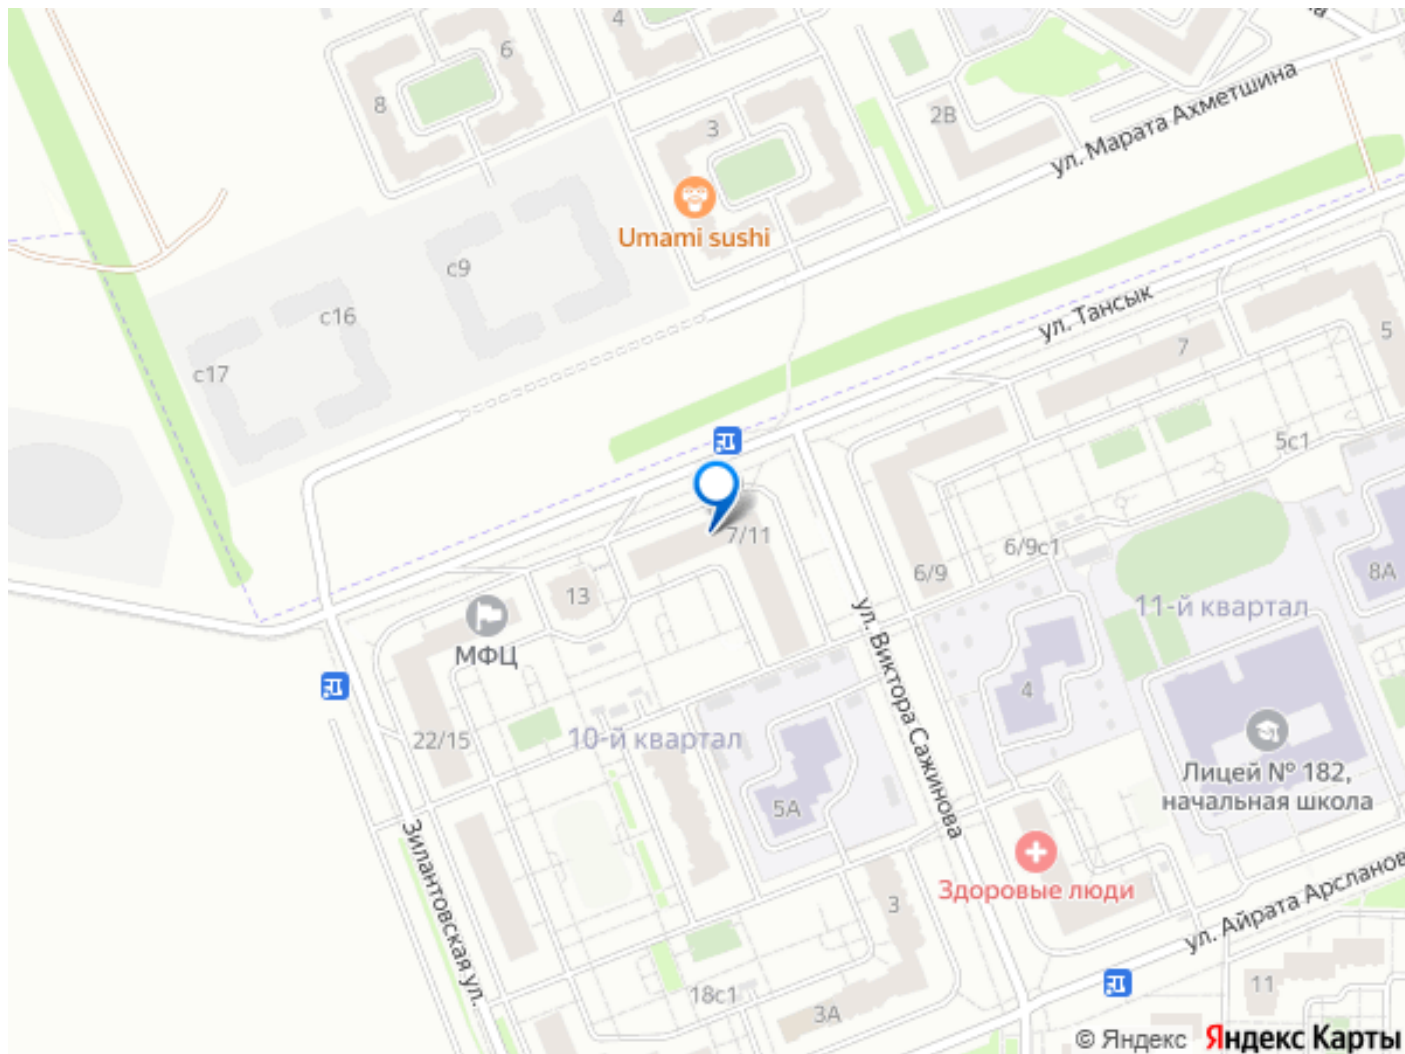 4
6
8
3
2В
ул. Марата Ахметшина
Umami sushi
с9
с16
с17
ул. Тансык
7
5
5с1
7/11
6/9с1
6/9
13
8А
11-й квартал
МФЦ
ул. Виктора Сажинова
4
22/15
10-й квартал
Лицей № 182,
начальная школа
5А
Зилантовская ул.
Здоровые люди
3
ул. Айрата Арсланов
18с1
3А
11
© Яндекс Яндекс Карты